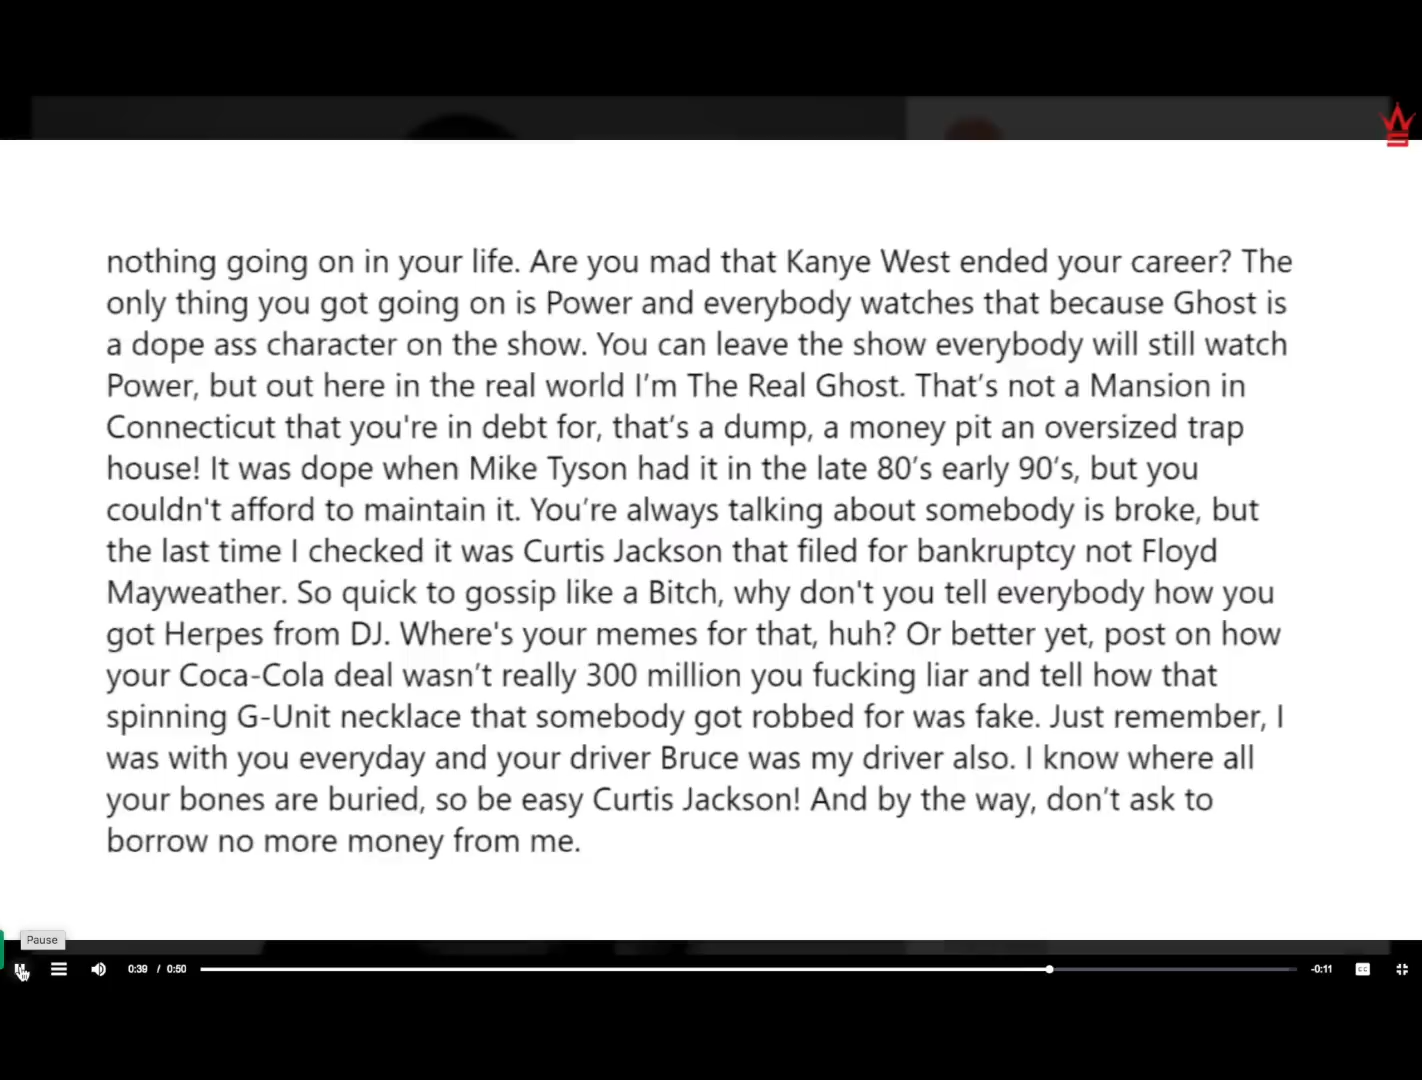 nothing going on in your life. Are you mad that Kanye West ended your career? The
only thing you got going on is Power and everybody watches that because Ghost is
a dope ass character on the show. You can leave the show everybody will still watch
Power, but out here in the real world I’m The Real Ghost. That’s not a Mansion in
Connecticut that you're in debt for, that’s a dump, a money pit an oversized trap
house! It was dope when Mike Tyson had it in the late 80’s early 90’s, but you
couldn't afford to maintain it. You’re always talking about somebody is broke, but
the last time I checked it was Curtis Jackson that filed for bankruptcy not Floyd
Mayweather. So quick to gossip like a Bitch, why don't you tell everybody how you
got Herpes from DJ. Where's your memes for that, huh? Or better yet, post on how
your Coca-Cola deal wasn’t really 300 million you fucking liar and tell how that
spinning G-Unit necklace that somebody got robbed for was fake. Just remember, I
was with you everyday and your driver Bruce was my driver also. I know where all
your bones are buried, so be easy Curtis Jackson! And by the way, don’t ask to
borrow no more money from me.
Pause
0:39 / 0:50 -0:11 CC